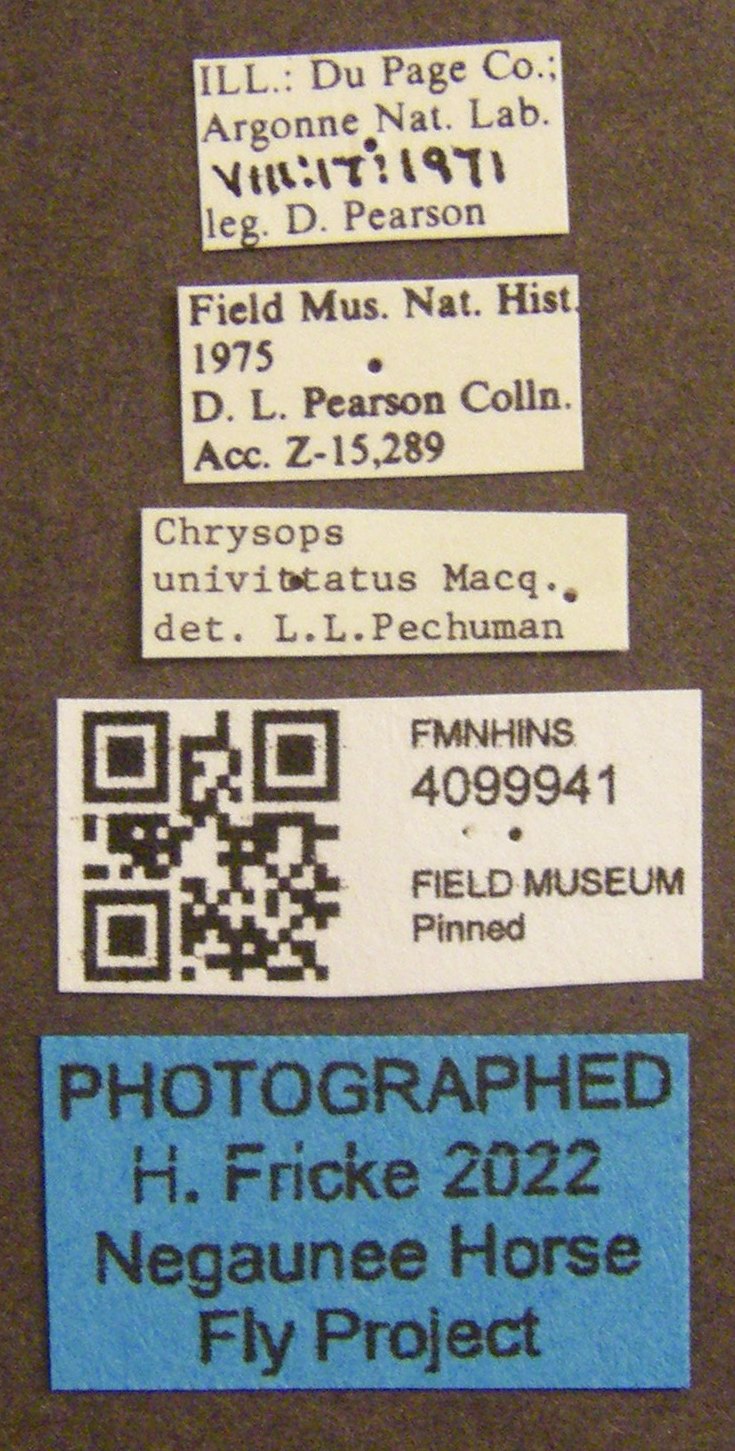 ILL.: Du Page Co.;
Argonne Nat. Lab.
VIII:17:1971
leg. D. Pearson
Field Mus. Nat. Hist.
1975
D. L. Pearson Colln.
Acc. Z-15,289
Chrysops
univittatus Macq.
det. L.L.Pechuman
FMNHINS
4099941
FIELD MUSEUM
Pinned
PHOTOGRAPHED
H. Fricke 2022
Negaunee Horse
Fly Project